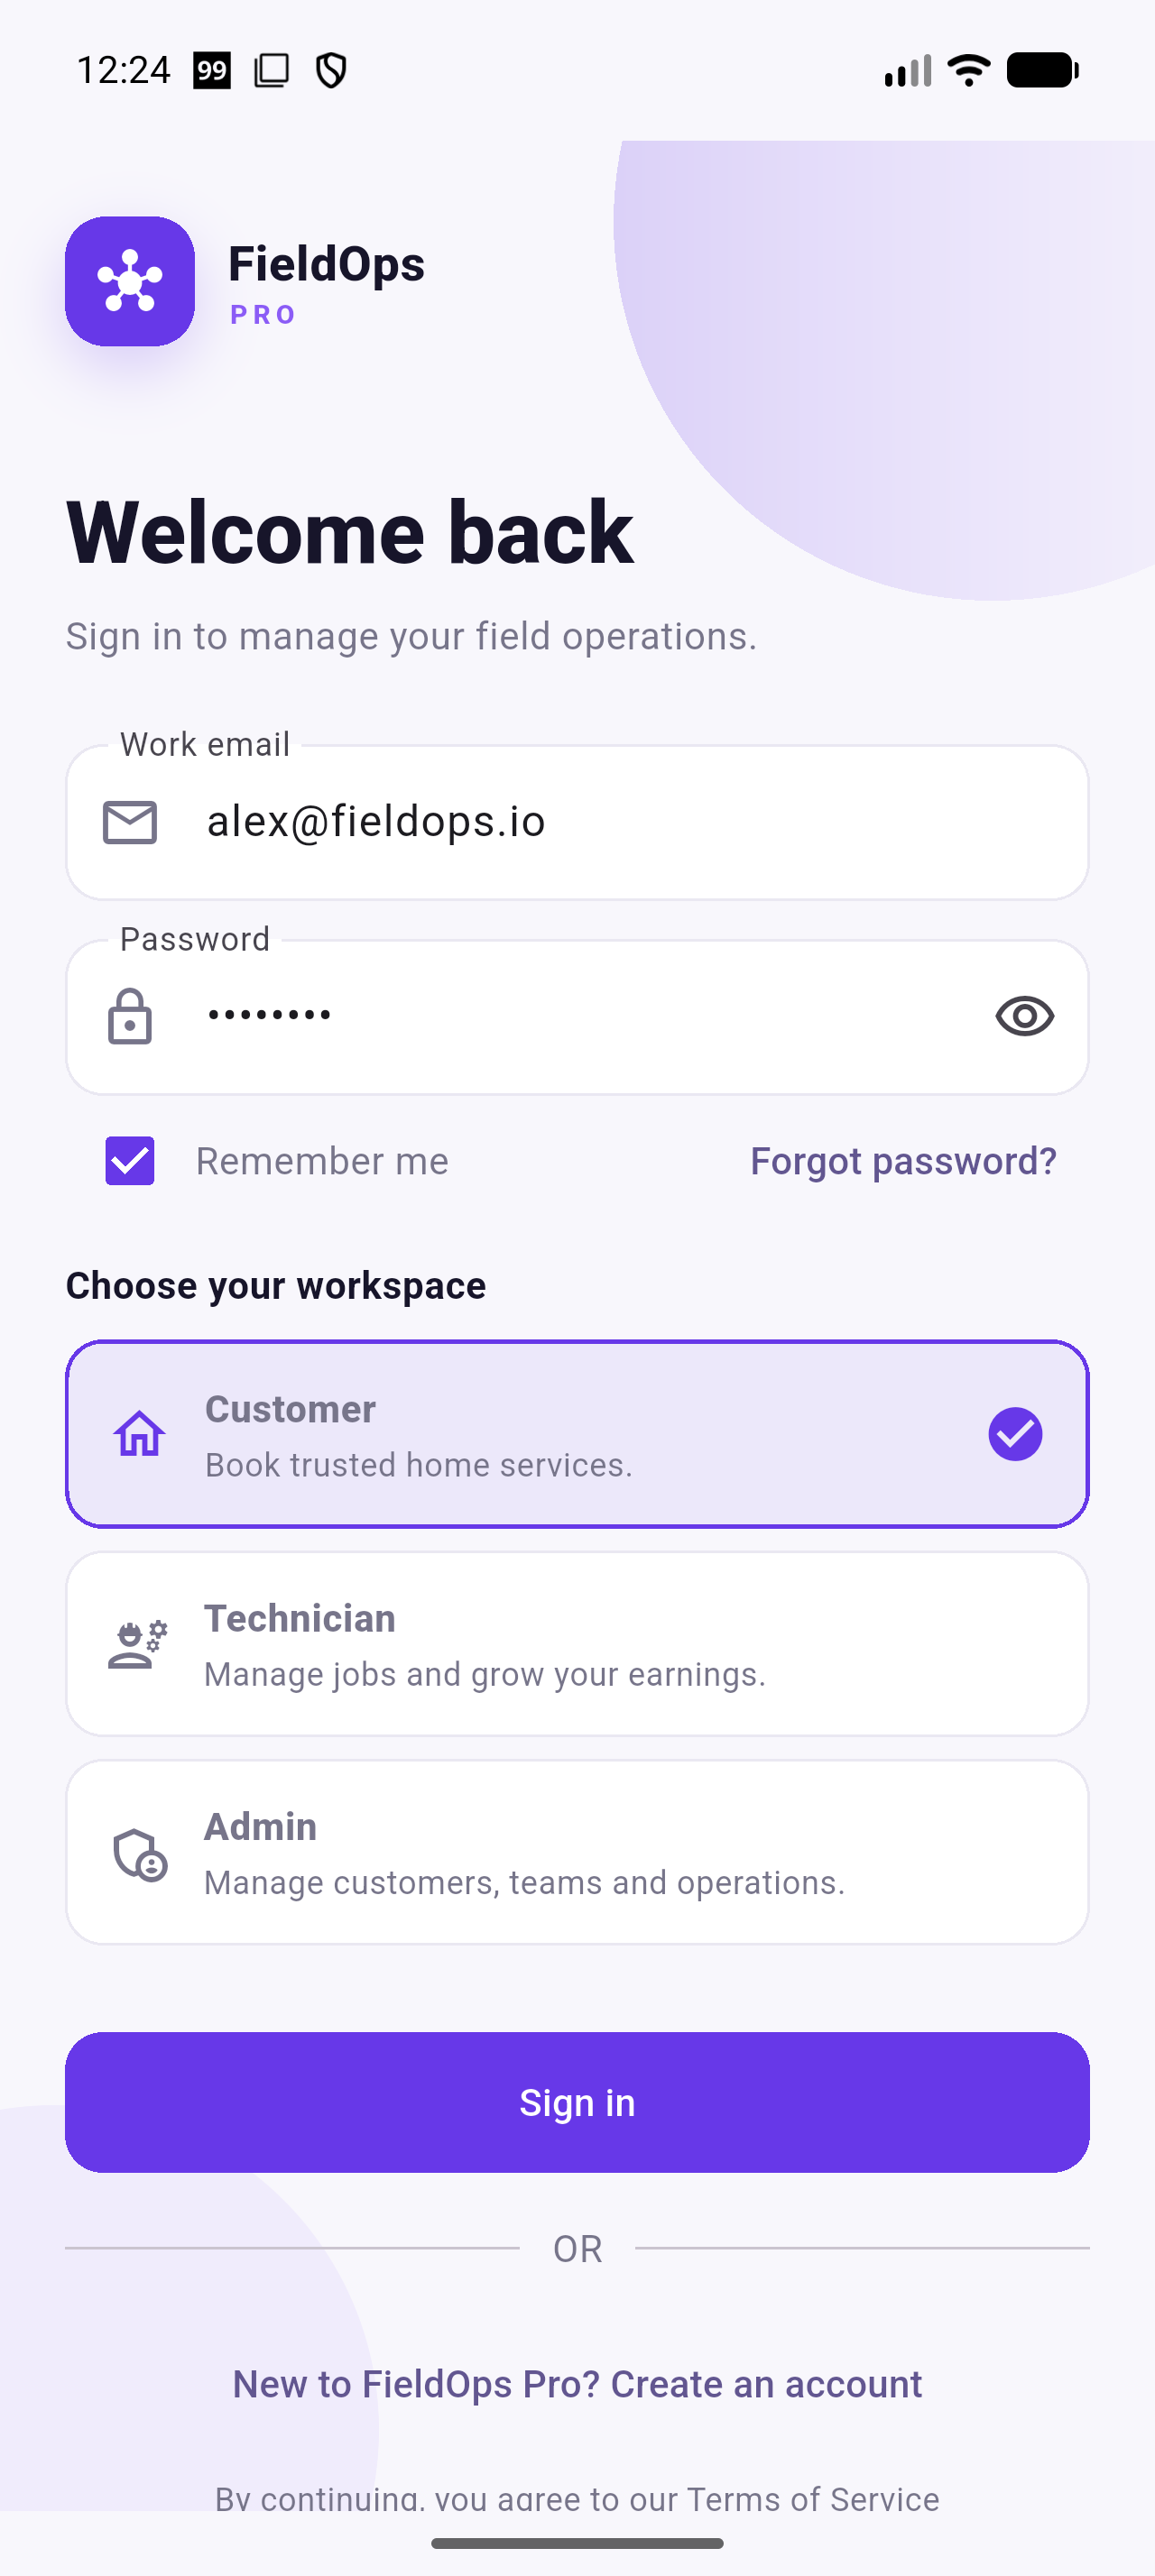 12:24
99
FieldOps
PRO
Welcome back
Sign in to manage your field operations.
Work email
alex@fieldops.io
Password
••••••••
Remember me
Forgot password?
Choose your workspace
Customer
Book trusted home services.
Technician
Manage jobs and grow your earnings.
Admin
Manage customers, teams and operations.
Sign in
OR
New to FieldOps Pro? Create an account
By continuing, you agree to our Terms of Service